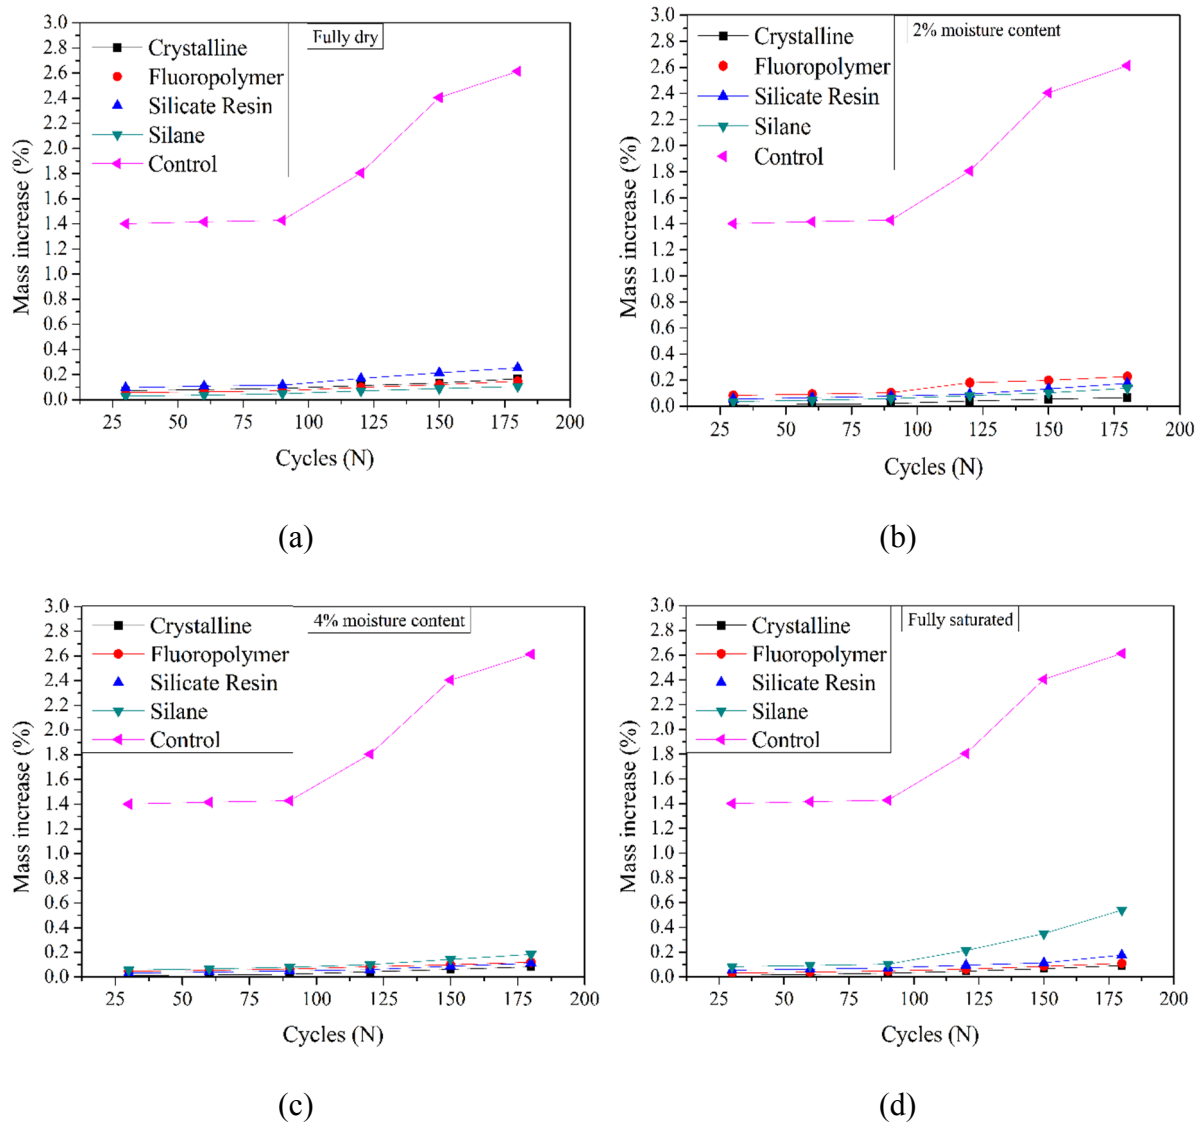 Fully dry
Crystalline
Fluoropolymer
Silicate Resin
Silane
Control
Mass increase (%)
3.0
2.8
2.6
2.4
2.2
2.0
1.8
1.6
1.4
1.2
1.0
0.8
0.6
0.4
0.2
0.0
25 50 75 100 125 150 175 200
Cycles (N)
(a)
2% moisture content
Crystalline
Fluoropolymer
Silicate Resin
Silane
Control
Mass increase (%)
3.0
2.8
2.6
2.4
2.2
2.0
1.8
1.6
1.4
1.2
1.0
0.8
0.6
0.4
0.2
0.0
25 50 75 100 125 150 175 200
Cycles (N)
(b)
4% moisture content
Crystalline
Fluoropolymer
Silicate Resin
Silane
Control
Mass increase (%)
3.0
2.8
2.6
2.4
2.2
2.0
1.8
1.6
1.4
1.2
1.0
0.8
0.6
0.4
0.2
0.0
25 50 75 100 125 150 175 200
Cycles (N)
(c)
Fully saturated
Crystalline
Fluoropolymer
Silicate Resin
Silane
Control
Mass increase (%)
3.0
2.8
2.6
2.4
2.2
2.0
1.8
1.6
1.4
1.2
1.0
0.8
0.6
0.4
0.2
0.0
25 50 75 100 125 150 175 200
Cycles (N)
(d)